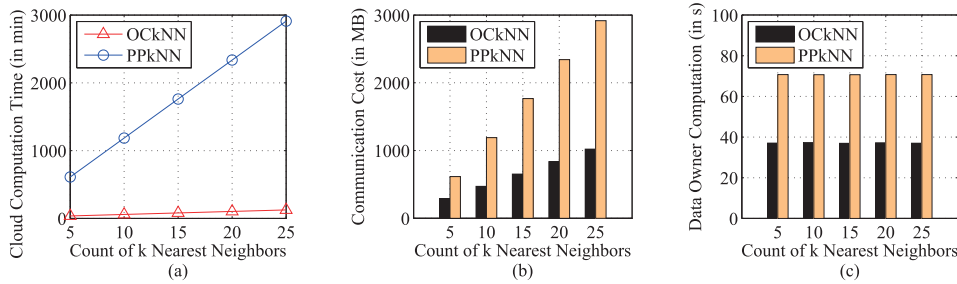 Cloud Computation Time (in min)
3000
2000
1000
0
OCkNN
PPkNN
5 10 15 20 25
Count of k Nearest Neighbors
(a)
Communication Cost (in MB)
3000
2000
1000
0
OCkNN
PPkNN
5 10 15 20 25
Count of k Nearest Neighbors
(b)
Data Owner Computation (in s)
100
80
60
40
20
0
OCkNN
PPkNN
5 10 15 20 25
Count of k Nearest Neighbors
(c)